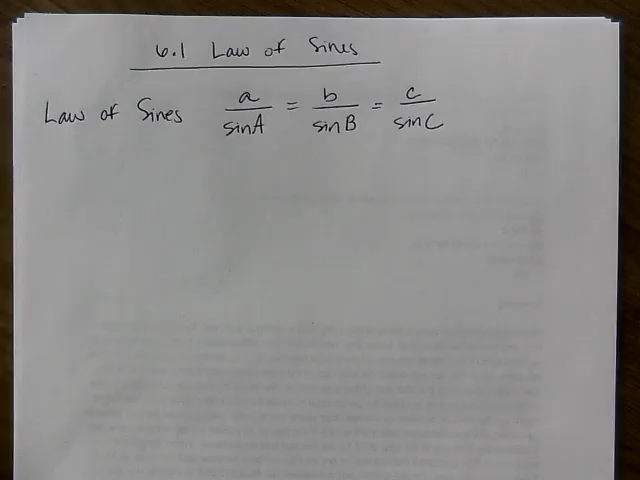 6.1 Law of Sines
Law of Sines a/sinA = b/sinB = c/sinC